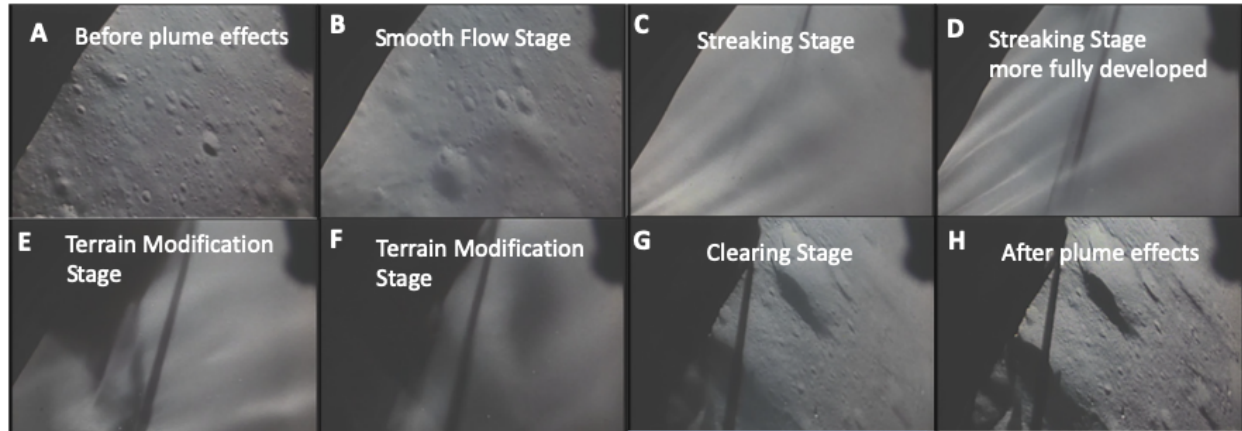 A Before plume effects
B Smooth Flow Stage
C Streaking Stage
D Streaking Stage
more fully developed
E Terrain Modification
Stage
F Terrain Modification
Stage
G Clearing Stage
H After plume effects